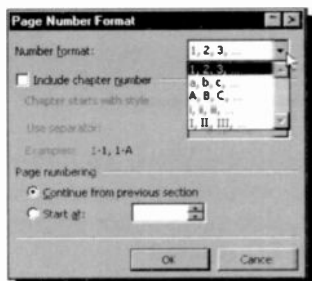 Page Number Format
Number format: 1, 2, 3, ...
1, 2, 3, ...
Include chapter number a, b, c, ...
Chapter starts with style A, B, C, ...
i, ii, iii, ...
Use separator: I, II, III, ...
Examples: 1-1, 1-A
Page numbering
Continue from previous section
Start at:
OK Cancel